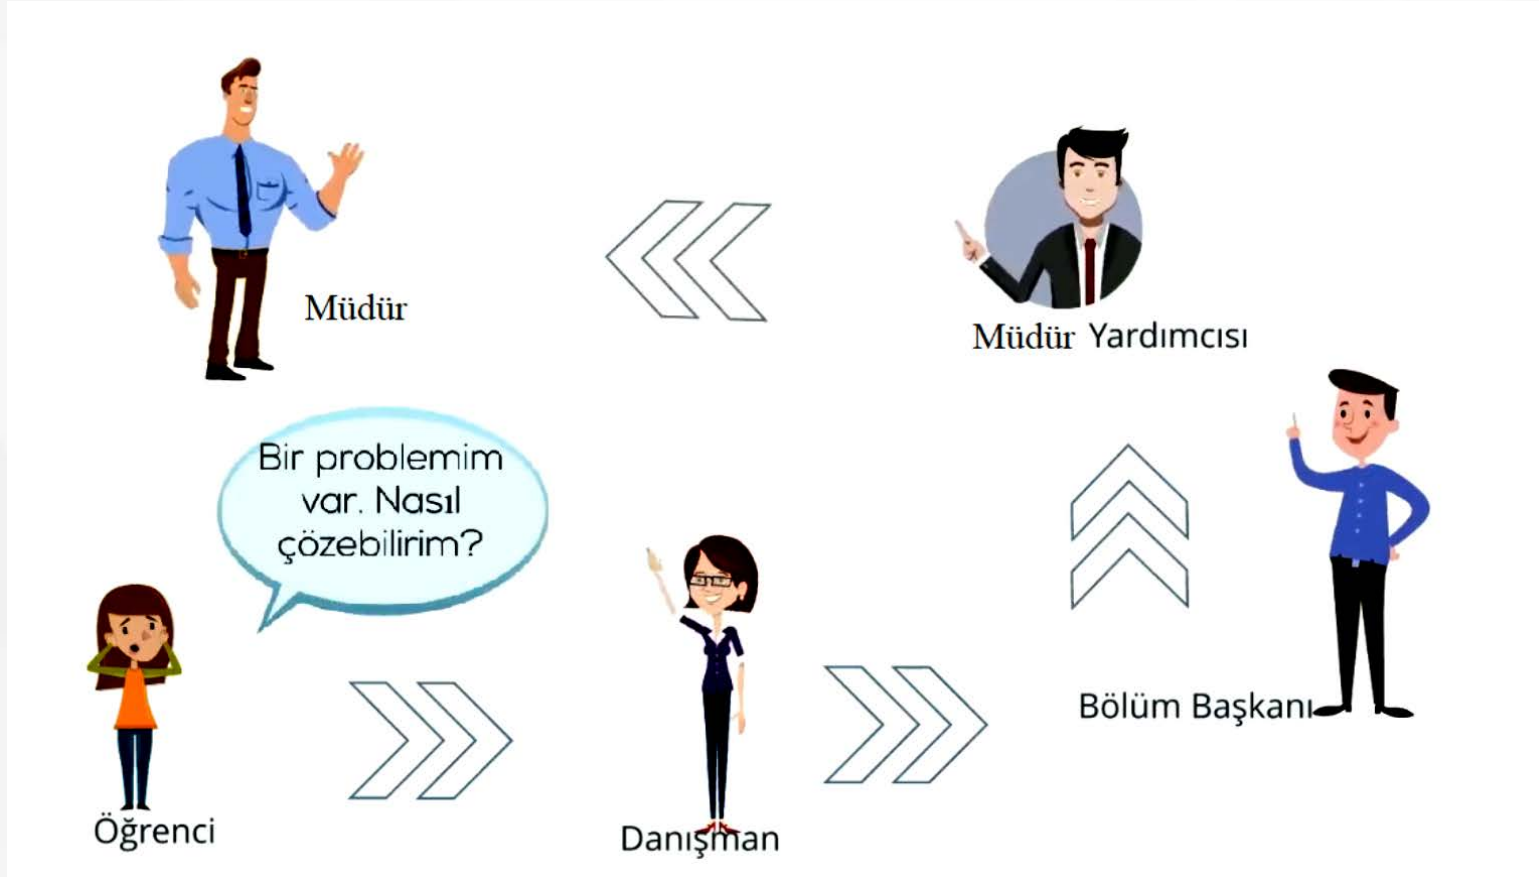 Müdür
Müdür Yardımcısı
Bir problemim
var. Nasıl
çözebilirim?
Bölüm Başkanı
Öğrenci
Danışman